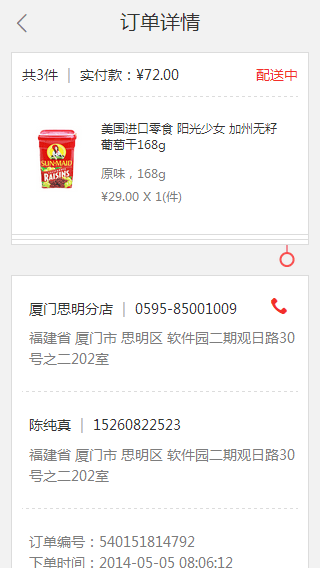 订单详情
共3件 | 实付款：¥72.00 配送中
美国进口零食 阳光少女 加州无籽
葡萄干168g
SUN-MAID
RAISINS
原味，168g
¥29.00 X 1(件)
厦门思明分店 | 0595-85001009
福建省 厦门市 思明区 软件园二期观日路30
号之二202室
陈纯真 | 15260822523
福建省 厦门市 思明区 软件园二期观日路30
号之二202室
订单编号：540151814792
下单时间：2014-05-05 08:06:12